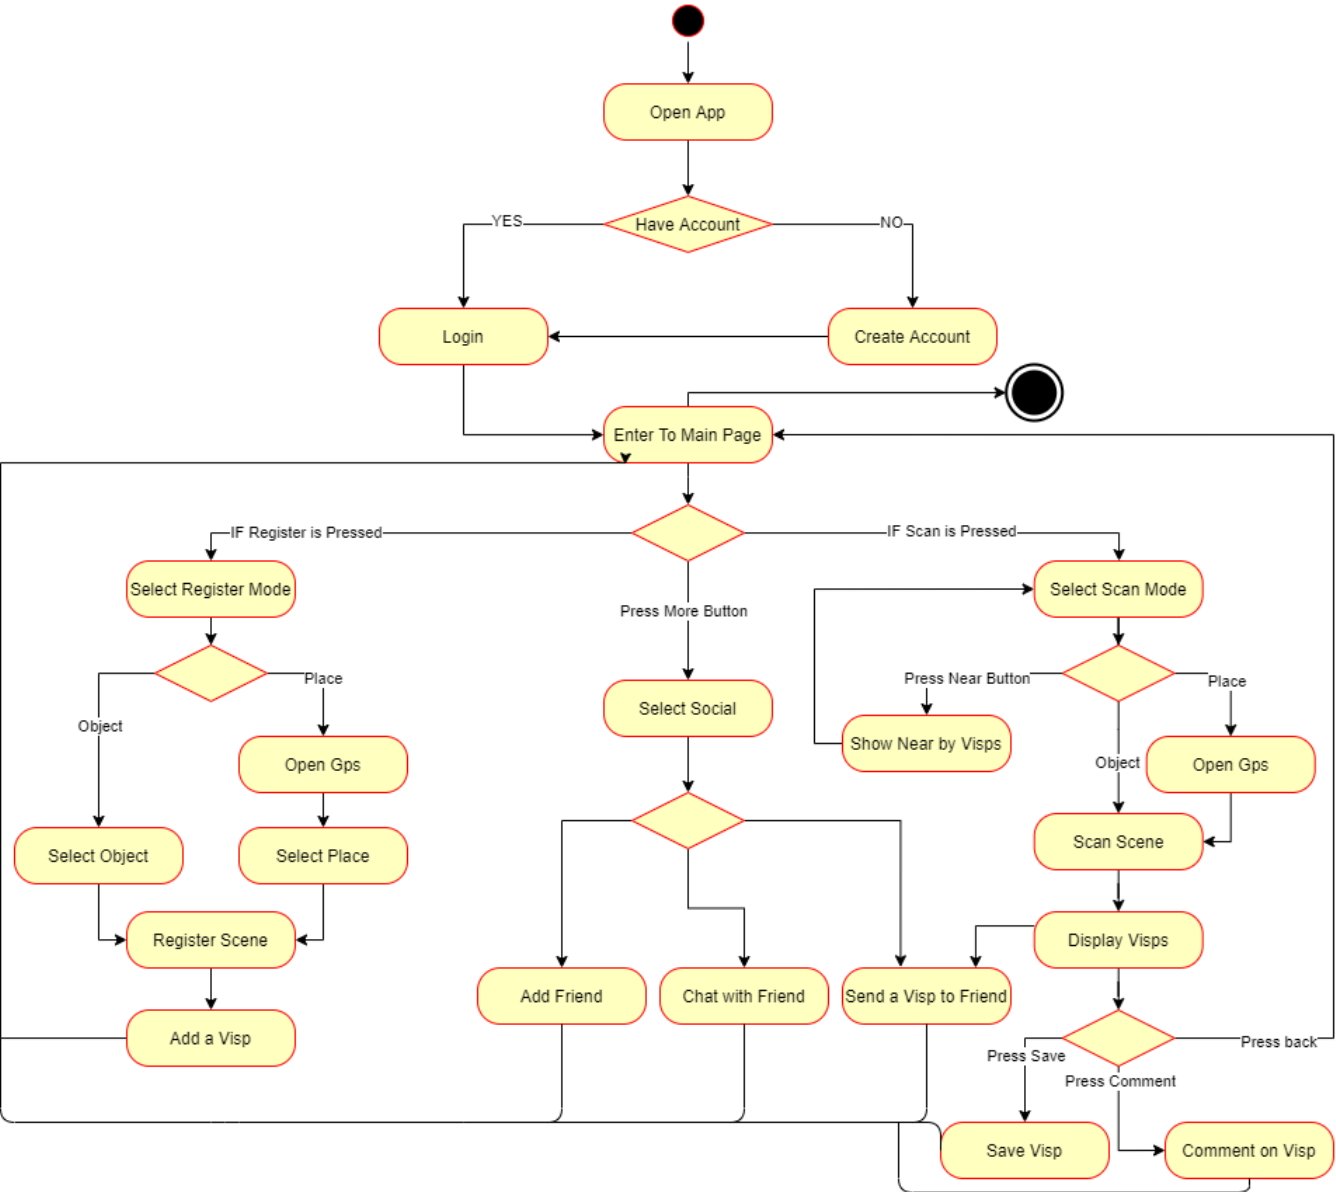 Open App
Have Account
YES
NO
Login
Create Account
Enter To Main Page
IF Register is Pressed
IF Scan is Pressed
Select Register Mode
Select Scan Mode
Press More Button
Place
Press Near Button
Place
Select Social
Object
Show Near by Visps
Object
Open Gps
Open Gps
Select Object
Select Place
Scan Scene
Register Scene
Display Visps
Add Friend
Chat with Friend
Send a Visp to Friend
Add a Visp
Press back
Press Save
Press Comment
Save Visp
Comment on Visp